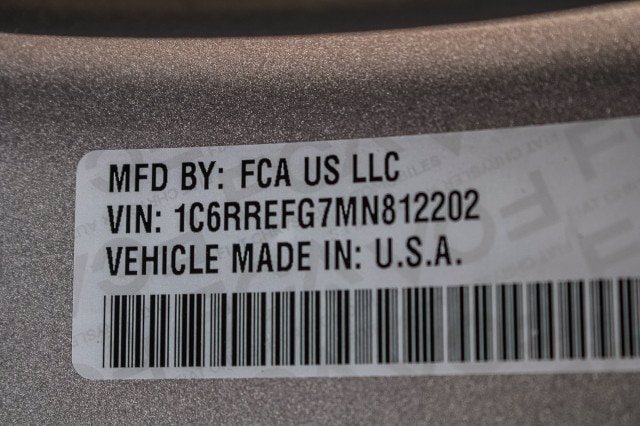 MFD BY: FCA US LLC
VIN: 1C6RREFG7MN812202
VEHICLE MADE IN: U.S.A.